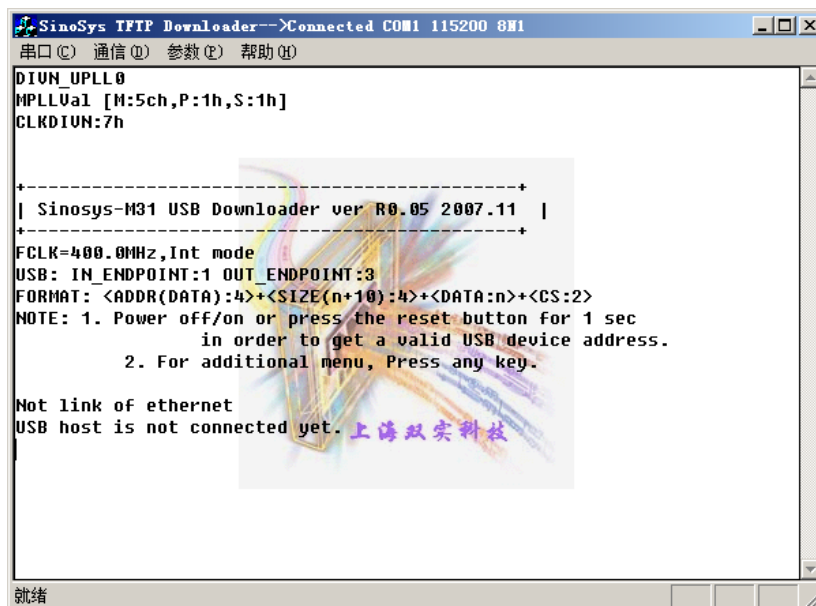 SinoSys TFTP Downloader-->Connected COM1 115200 8N1
串口(C) 通信(D) 参数(P) 帮助(H)
DIVN_UPLL0
MPLLVal [M:5ch,P:1h,S:1h]
CLKDIVN:7h
+---------------------------------------------+
| Sinosys-M31 USB Downloader ver R0.05 2007.11 |
+---------------------------------------------+
FCLK=400.0MHz,Int mode
USB: IN_ENDPOINT:1 OUT_ENDPOINT:3
FORMAT: <ADDR(DATA):4>+<SIZE(n+10):4>+<DATA:n>+<CS:2>
NOTE: 1. Power off/on or press the reset button for 1 sec
in order to get a valid USB device address.
2. For additional menu, Press any key.
Not link of ethernet
USB host is not connected yet.
上海双实科技
就绪